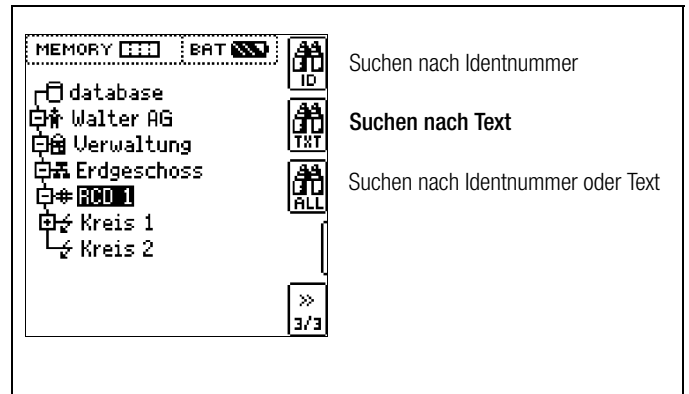 MEMORY BAT
ID
Suchen nach Identnummer
database
Walter AG
TXT
Suchen nach Text
Verwaltung
Erdgeschoss
ALL
Suchen nach Identnummer oder Text
RCD 1
Kreis 1
Kreis 2
»
3/3